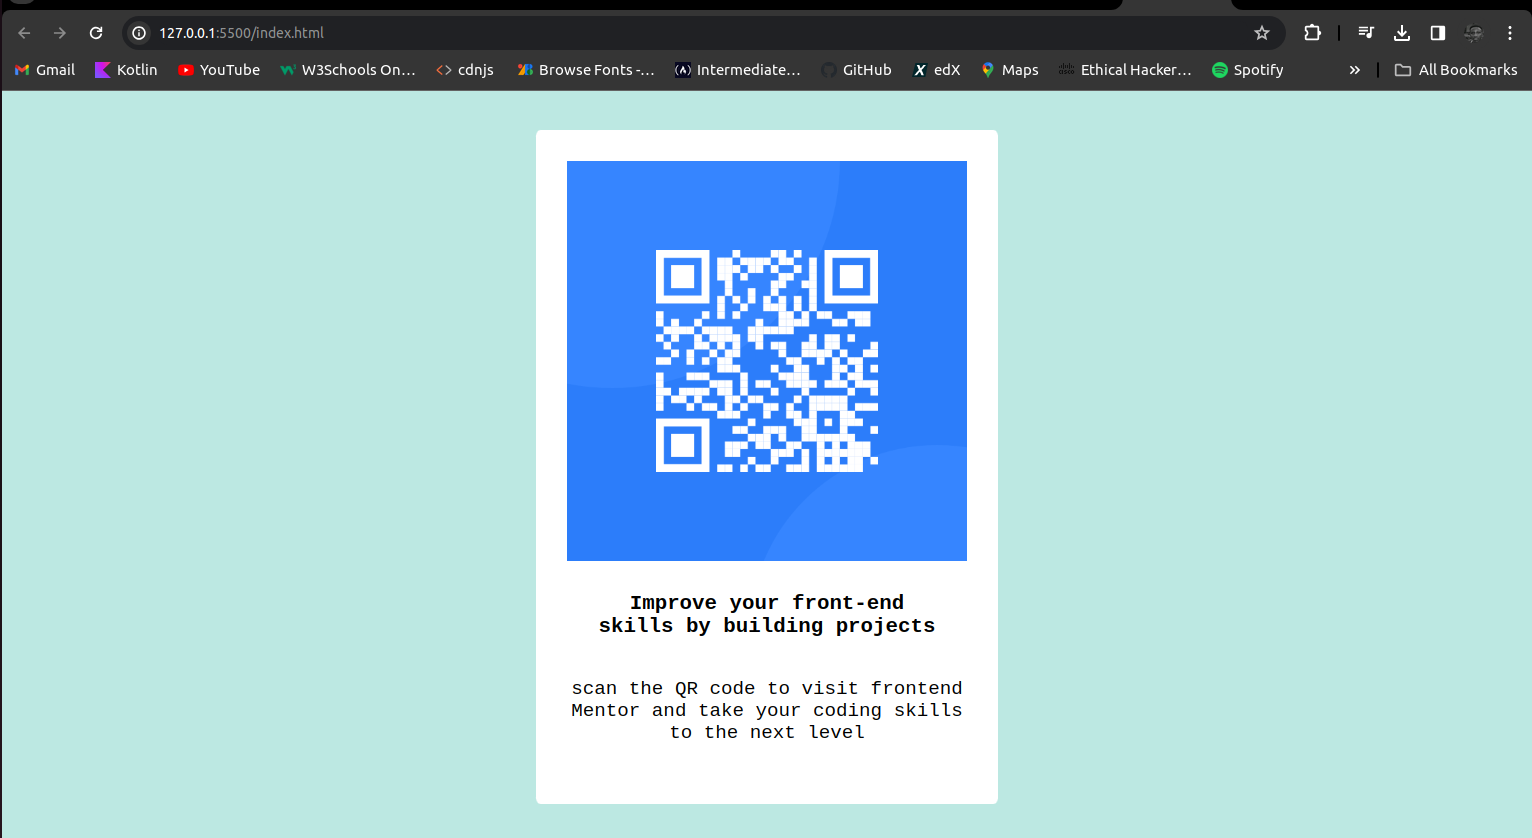 127.0.0.1:5500/index.html
Gmail Kotlin YouTube W3Schools On... cdnjs Browse Fonts -... Intermediate... GitHub edX Maps Ethical Hacker... Spotify » All Bookmarks
Improve your front-end
skills by building projects
scan the QR code to visit frontend
Mentor and take your coding skills
to the next level